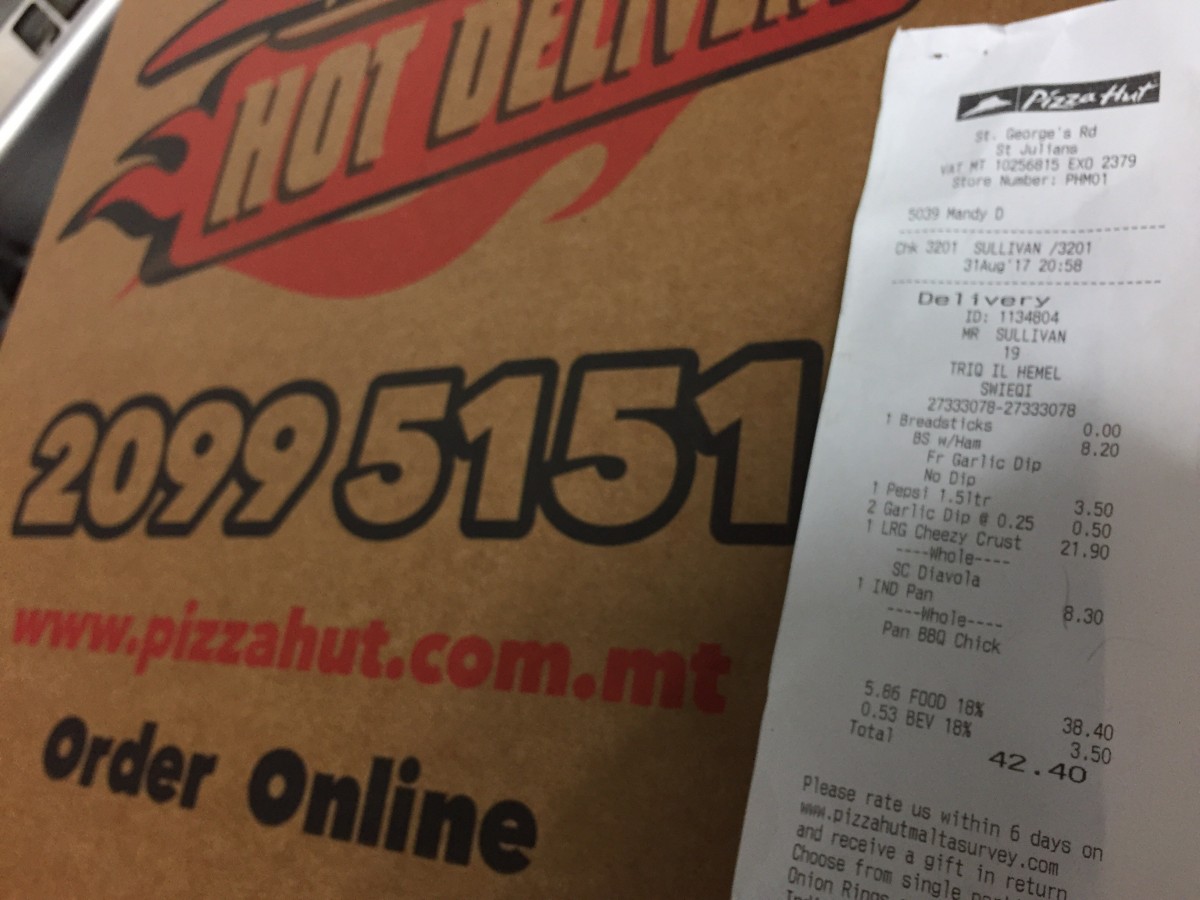 HOT DELIVERY
2099 5151
www.pizzahut.com.mt
Order Online
Pizza Hut
St. George's Rd
St Julians
VAT MT 10256815 EXO 2379
Store Number: PHM01
5039 Mandy D
Chk 3201 SULLIVAN /3201
31Aug'17 20:58
Delivery
ID: 1134804
MR SULLIVAN
19
TRIQ IL HEMEL
SWIEQI
27333078-27333078
1 Breadsticks 0.00
BS w/Ham 8.20
Fr Garlic Dip
No Dip
1 Pepsi 1.5ltr 3.50
2 Garlic Dip @ 0.25 0.50
1 LRG Cheezy Crust 21.90
----Whole----
SC Diavola
1 IND Pan 8.30
----Whole----
Pan BBQ Chick
5.86 FOOD 18% 38.40
0.53 BEV 18% 3.50
Total 42.40
Please rate us within 6 days on
www.pizzahutmaltasurvey.com
and receive a gift in return
Choose from single
Onion Rings